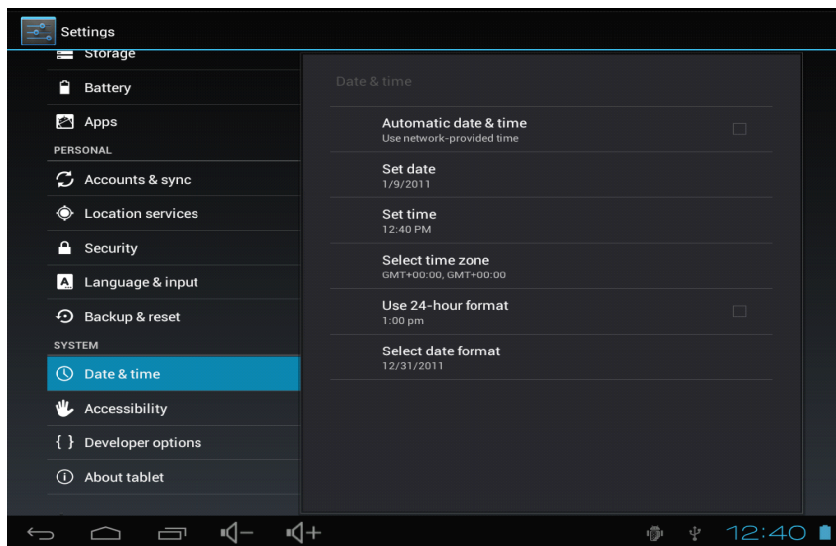 Settings
Storage
Battery
Apps
PERSONAL
Accounts & sync
Location services
Security
Language & input
Backup & reset
SYSTEM
Date & time
Accessibility
Developer options
About tablet
Date & time
Automatic date & time
Use network-provided time
Set date
1/9/2011
Set time
12:40 PM
Select time zone
GMT+00:00, GMT+00:00
Use 24-hour format
1:00 pm
Select date format
12/31/2011
12:40